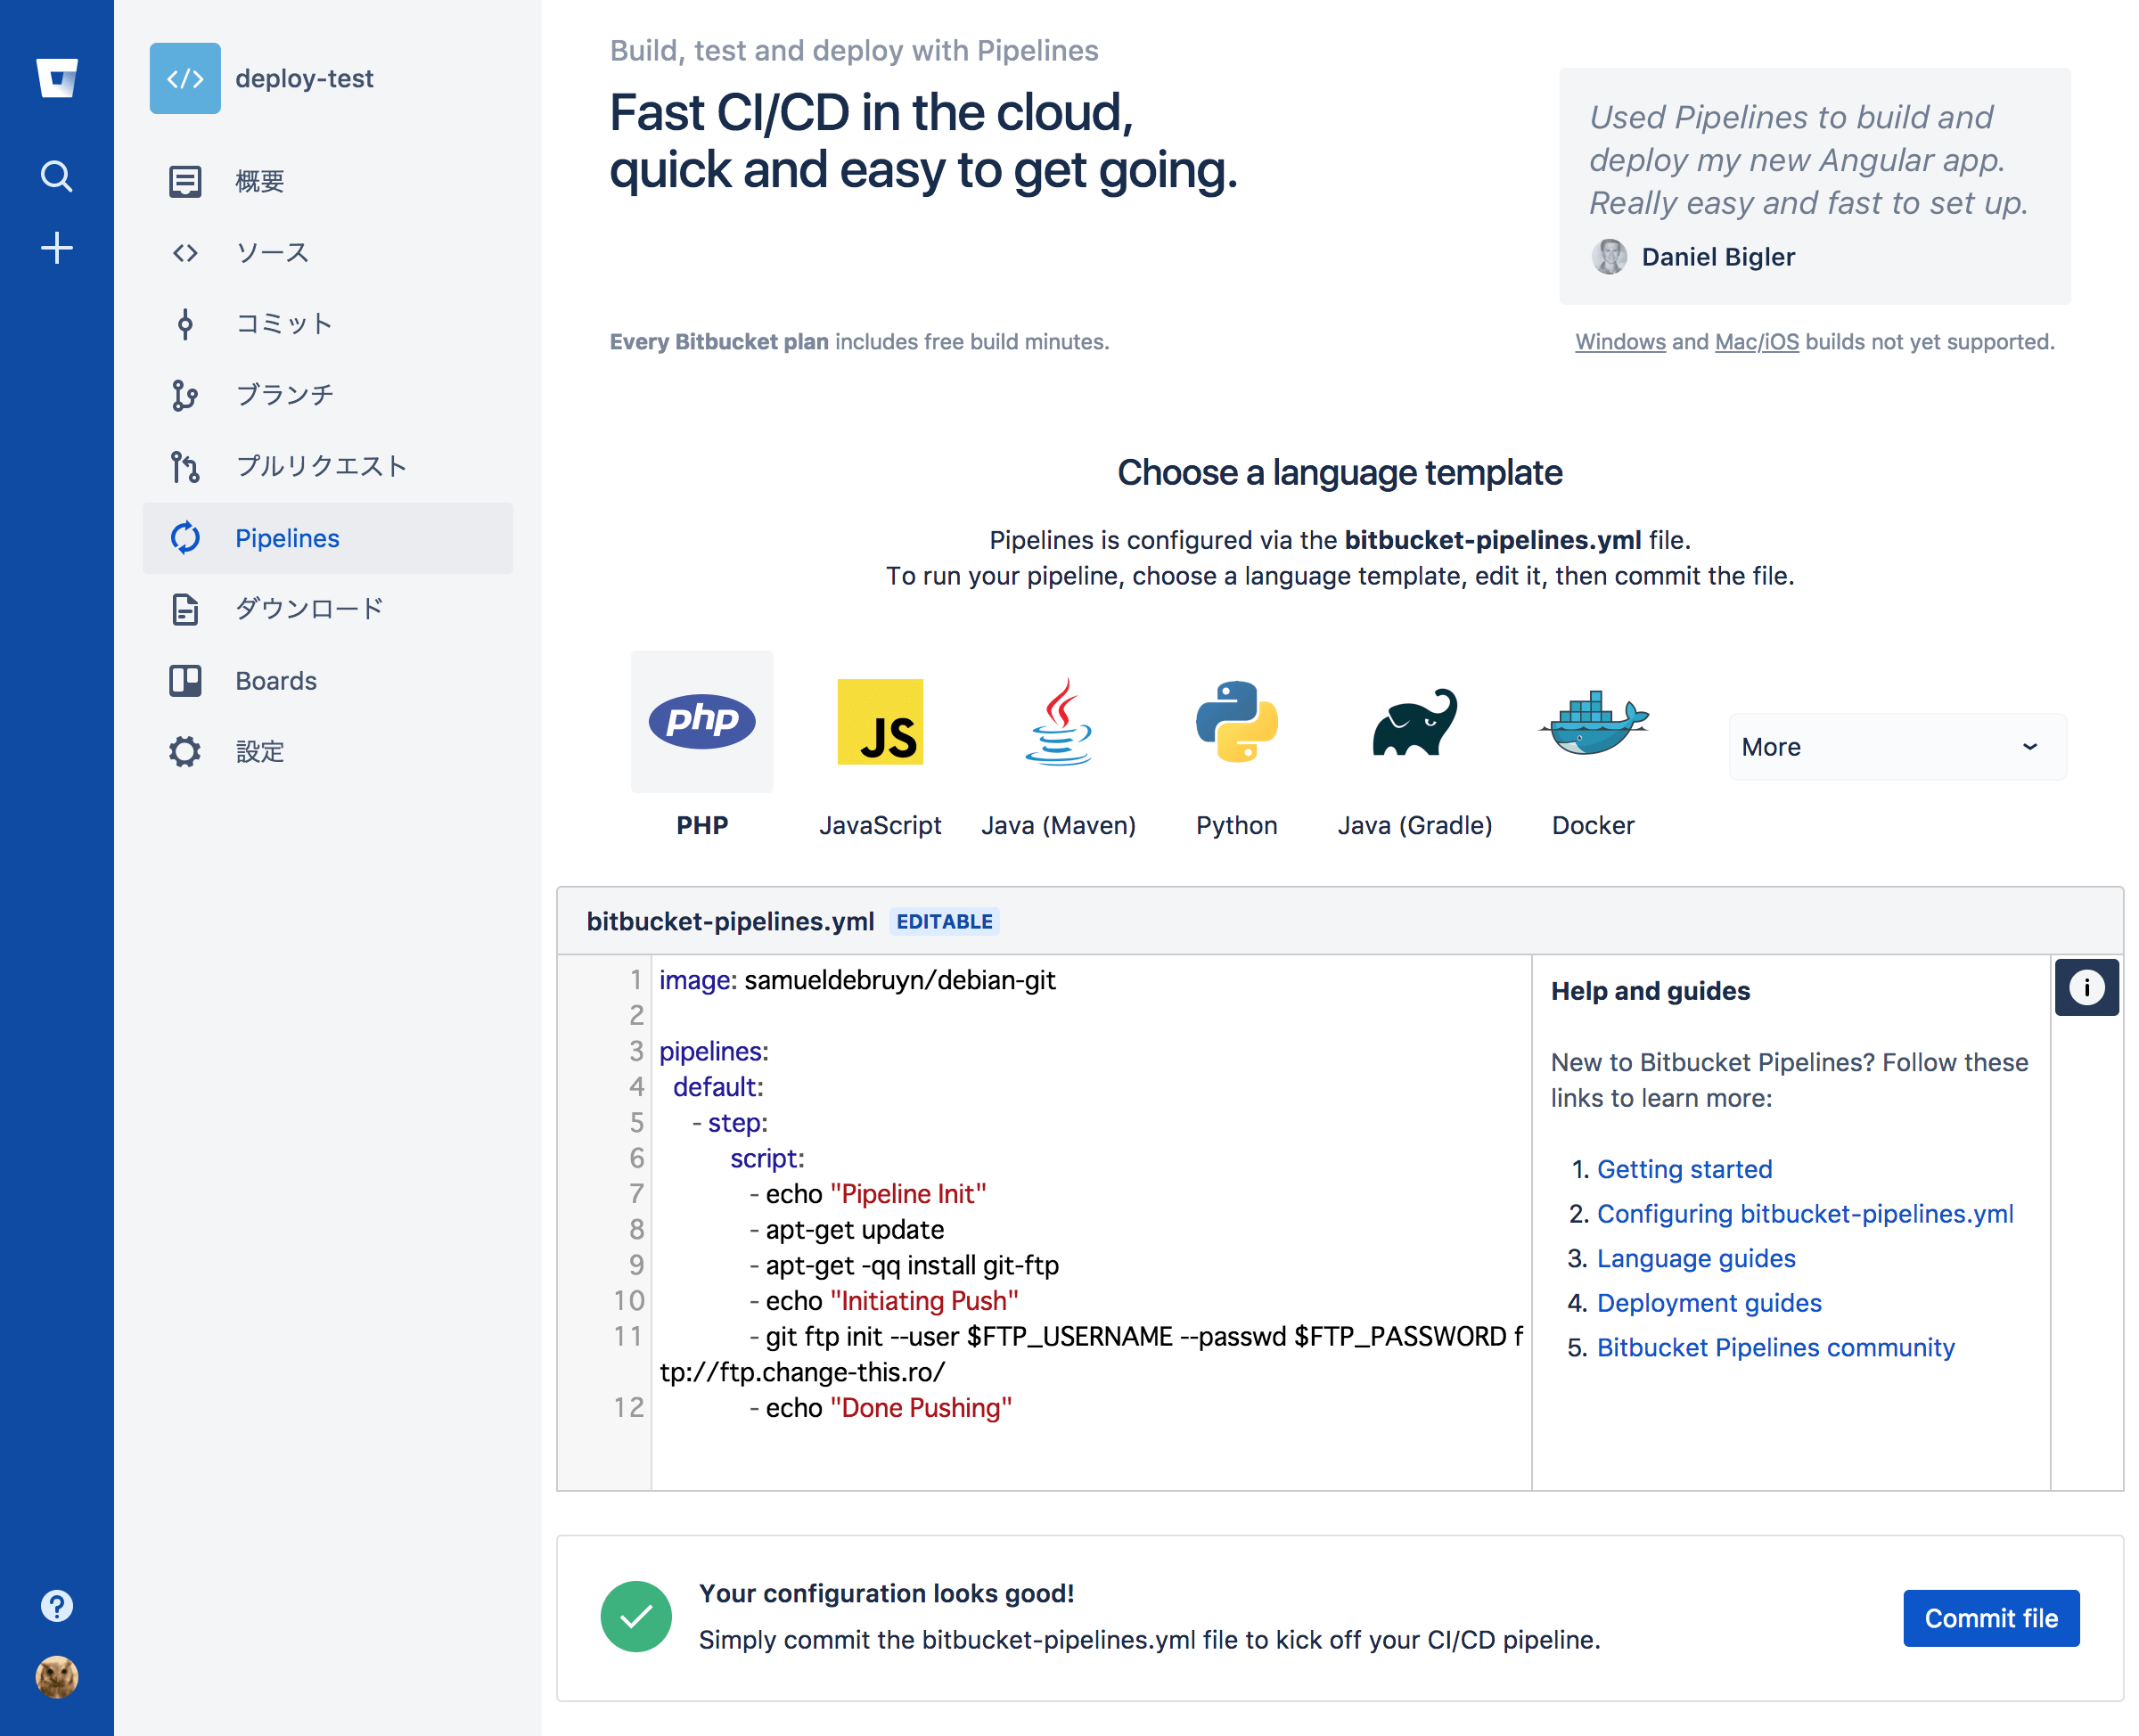 deploy-test
概要
ソース
コミット
ブランチ
プルリクエスト
Pipelines
ダウンロード
Boards
設定
Build, test and deploy with Pipelines
Fast CI/CD in the cloud,
quick and easy to get going.
Used Pipelines to build and
deploy my new Angular app.
Really easy and fast to set up.
Daniel Bigler
Every Bitbucket plan includes free build minutes.
Windows and Mac/iOS builds not yet supported.
Choose a language template
Pipelines is configured via the bitbucket-pipelines.yml file.
To run your pipeline, choose a language template, edit it, then commit the file.
php
JS
More
PHP
JavaScript
Java (Maven)
Python
Java (Gradle)
Docker
bitbucket-pipelines.yml EDITABLE
1 image: samueldebruyn/debian-git
2
3 pipelines:
4 default:
5 - step:
6 script:
7 - echo "Pipeline Init"
8 - apt-get update
9 - apt-get -qq install git-ftp
10 - echo "Initiating Push"
11 - git ftp init --user $FTP_USERNAME --passwd $FTP_PASSWORD f
tp://ftp.change-this.ro/
12 - echo "Done Pushing"
Help and guides
New to Bitbucket Pipelines? Follow these
links to learn more:
1. Getting started
2. Configuring bitbucket-pipelines.yml
3. Language guides
4. Deployment guides
5. Bitbucket Pipelines community
Your configuration looks good!
Simply commit the bitbucket-pipelines.yml file to kick off your CI/CD pipeline.
Commit file